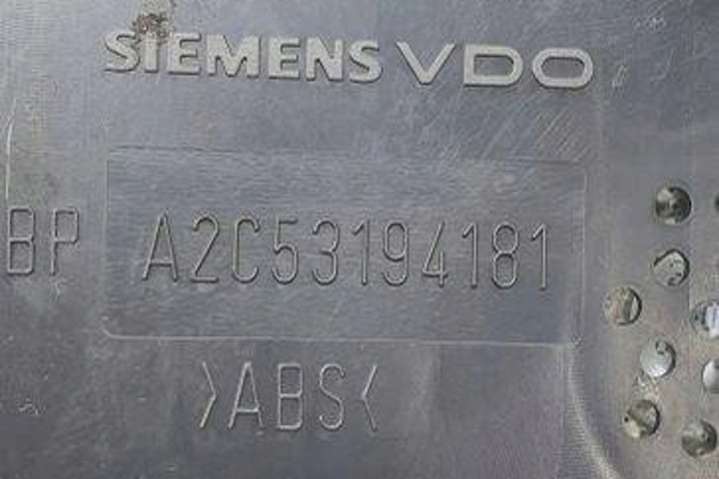 SIEMENS VDO
BP A2C53194181
>ABS<